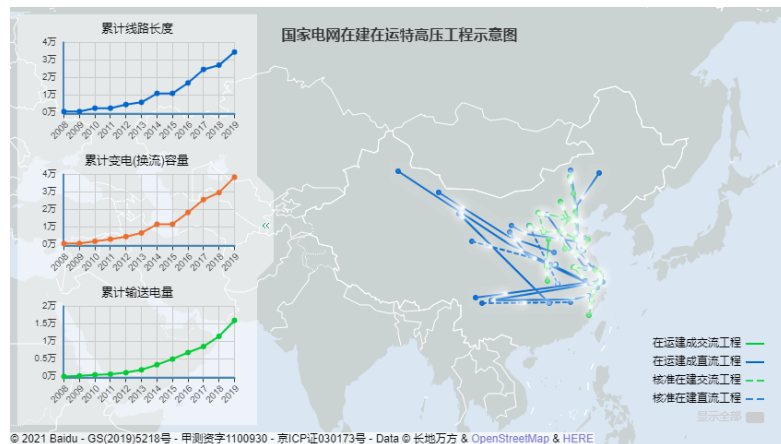 国家电网在建在运特高压工程示意图
累计线路长度
4万
3万
2万
1万
0万
2008 2009 2010 2011 2012 2013 2014 2015 2016 2017 2018 2019
累计变电(换流)容量
4万
3万
2万
1万
0万
2008 2009 2010 2011 2012 2013 2014 2015 2016 2017 2018 2019
累计输送电量
2万
1.5万
1万
0.5万
0万
2008 2009 2010 2011 2012 2013 2014 2015 2016 2017 2018 2019
«
在运建成交流工程
在运建成直流工程
核准在建交流工程
核准在建直流工程
显示全部
© 2021 Baidu - GS(2019)5218号 - 甲测资字1100930 - 京ICP证030173号 - Data © 长地万方 & OpenStreetMap & HERE